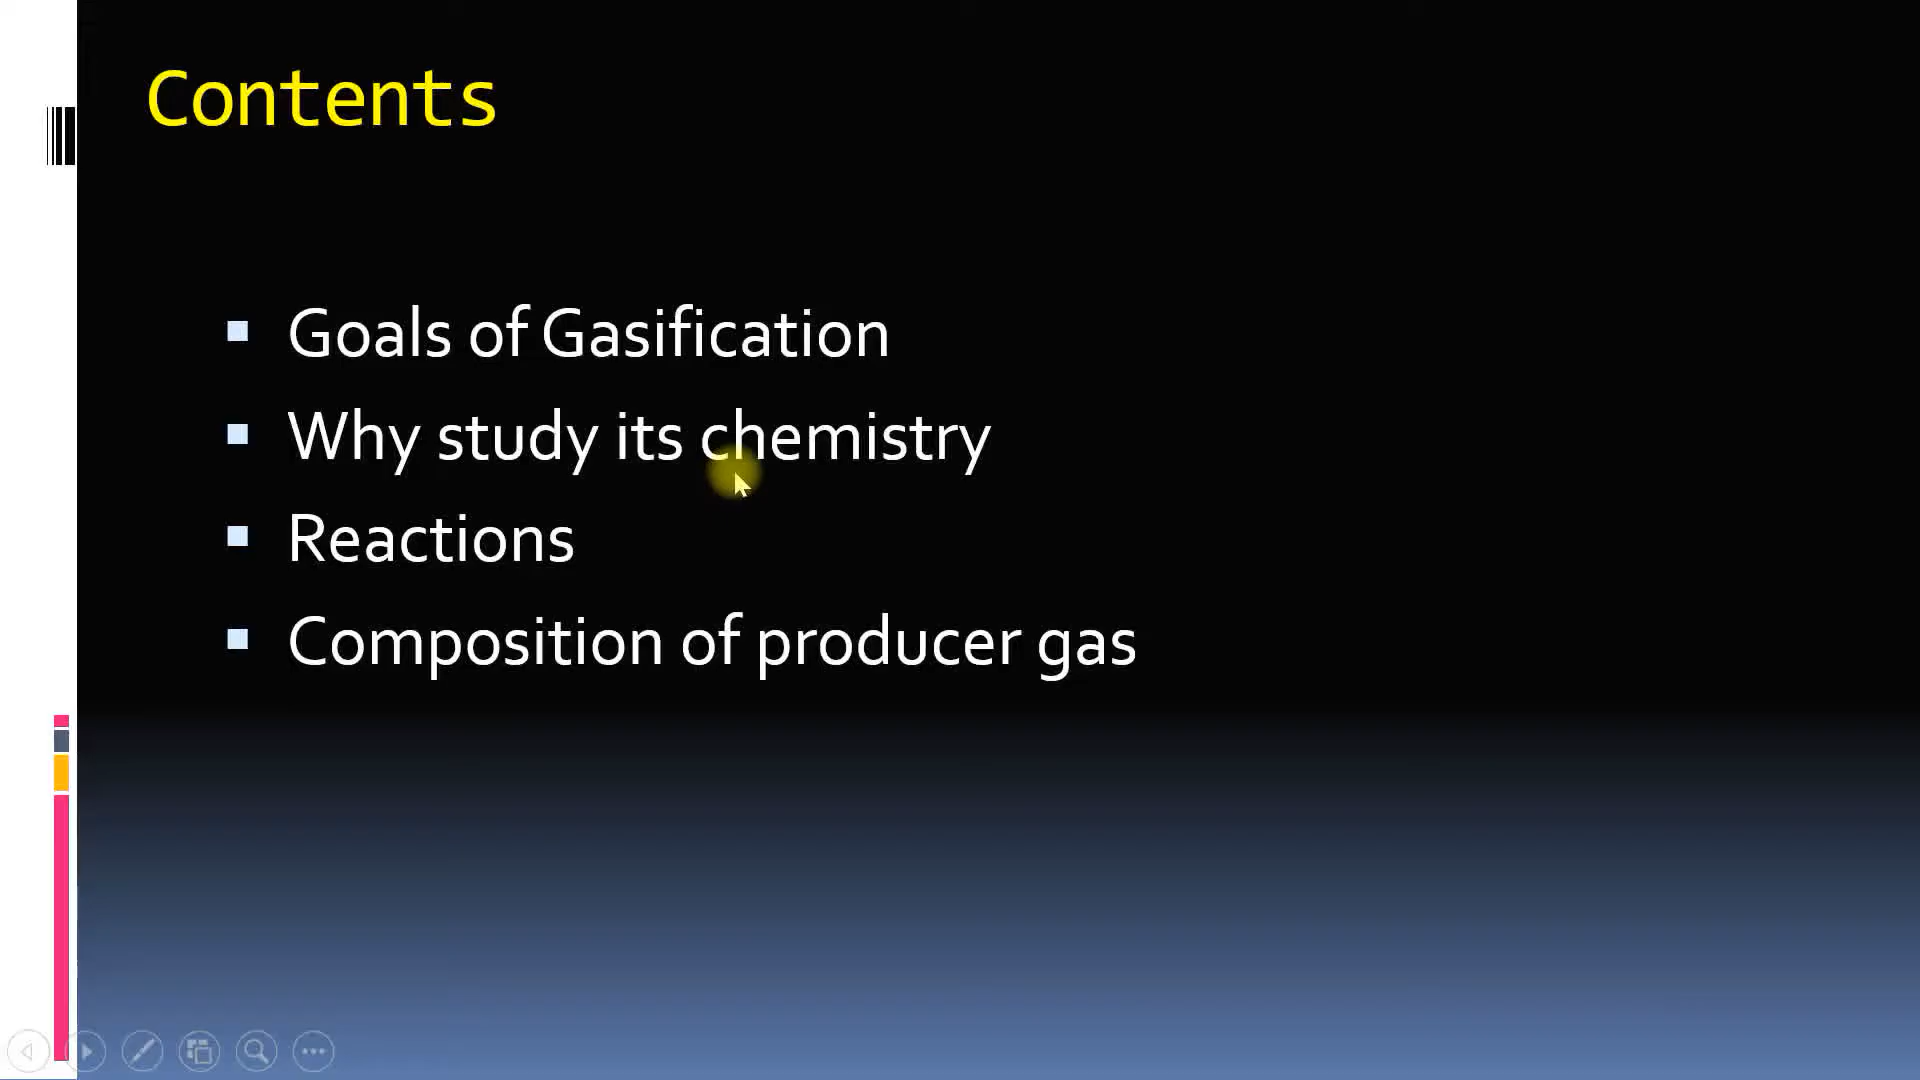 Contents
Goals of Gasification
Why study its chemistry
Reactions
Composition of producer gas